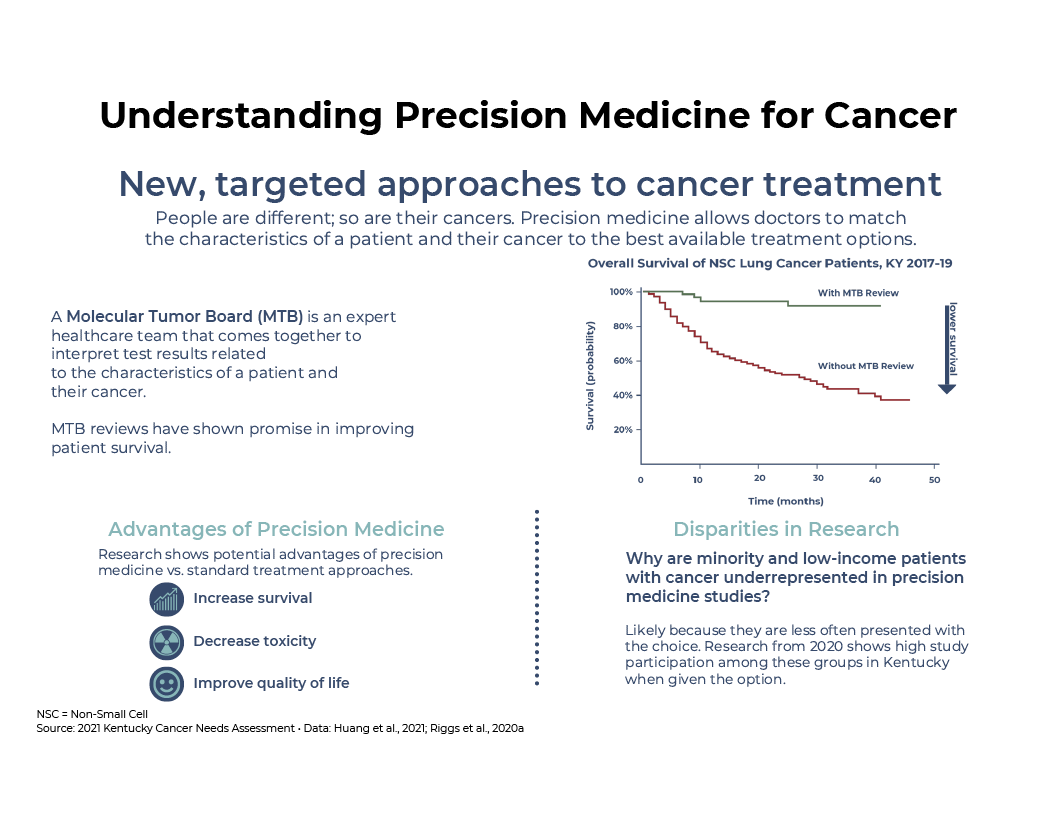 Understanding Precision Medicine for Cancer
New, targeted approaches to cancer treatment
People are different; so are their cancers. Precision medicine allows doctors to match
the characteristics of a patient and their cancer to the best available treatment options.
A Molecular Tumor Board (MTB) is an expert
healthcare team that comes together to
interpret test results related
to the characteristics of a patient and
their cancer.
MTB reviews have shown promise in improving
patient survival.
Overall Survival of NSC Lung Cancer Patients, KY 2017-19
Survival (probability)
100%
80%
60%
40%
20%
With MTB Review
Without MTB Review
lower survival
0
10
20
30
40
50
Time (months)
Advantages of Precision Medicine
Research shows potential advantages of precision
medicine vs. standard treatment approaches.
Increase survival
Decrease toxicity
Improve quality of life
Disparities in Research
Why are minority and low-income patients
with cancer underrepresented in precision
medicine studies?
Likely because they are less often presented with
the choice. Research from 2020 shows high study
participation among these groups in Kentucky
when given the option.
NSC = Non-Small Cell
Source: 2021 Kentucky Cancer Needs Assessment • Data: Huang et al., 2021; Riggs et al., 2020a